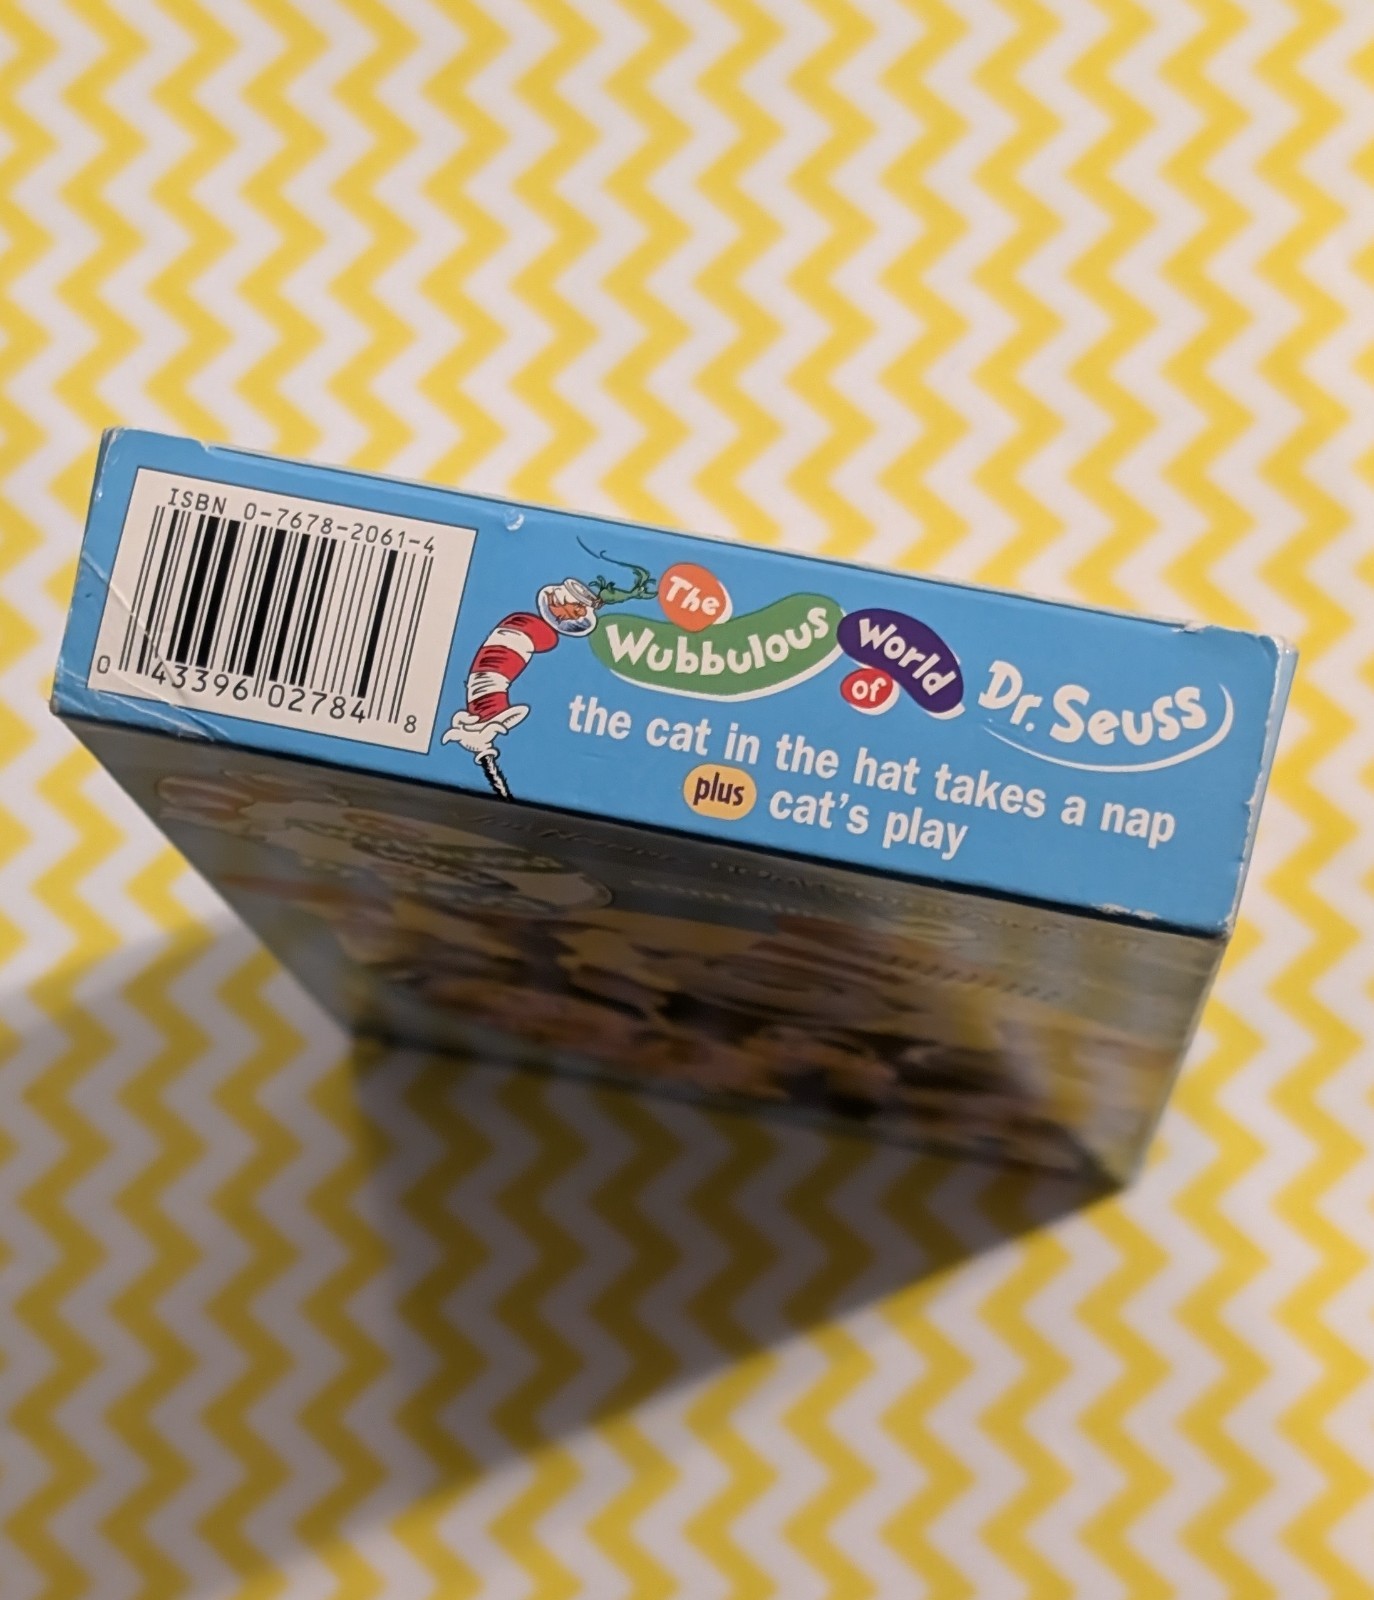 ISBN 0-7678-2061-4
0 43396 02784 8
The
Wubbulous World
of
Dr. Seuss
the cat in the hat takes a nap
plus cat's play